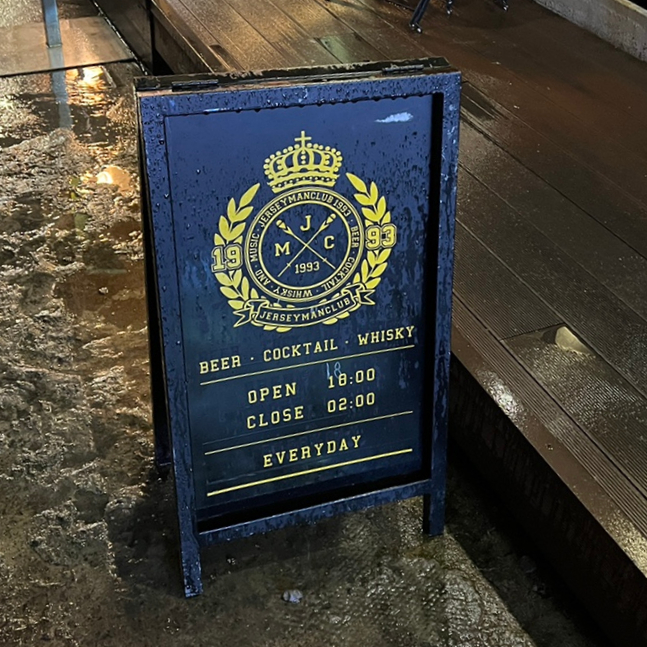 JERSEYMANCLUB 1993 · BEER · COCKTAIL · WHISKY · AND · MUSIC ·
J
M C
1993
19 93
JERSEYMANCLUB
BEER · COCKTAIL · WHISKY
18
OPEN 18:00
CLOSE 02:00
EVERYDAY